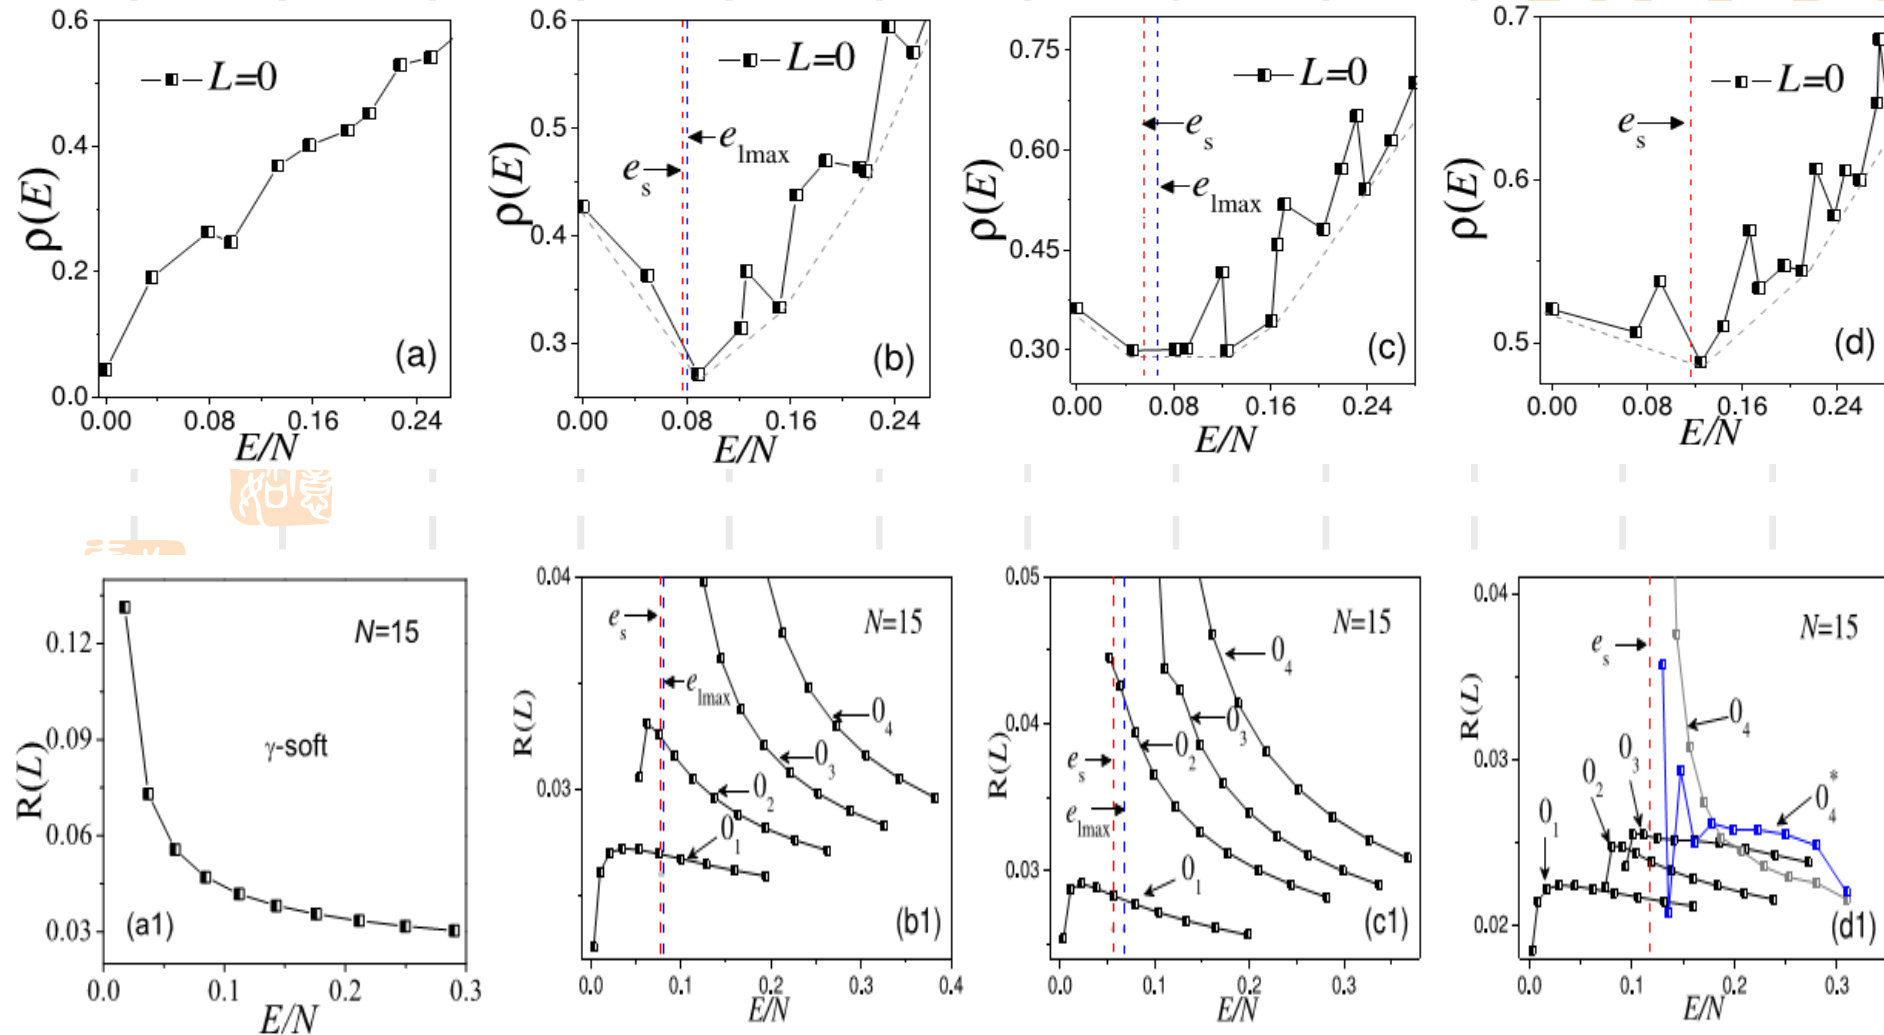 0.6
0.4
0.2
0.0
ρ(E)
L=0
(a)
0.00
0.08
0.16
0.24
E/N
0.6
0.5
0.4
0.3
ρ(E)
L=0
e_lmax
e_s
(b)
0.00
0.08
0.16
0.24
E/N
0.75
0.60
0.45
0.30
ρ(E)
L=0
e_s
e_lmax
(c)
0.00
0.08
0.16
0.24
E/N
0.7
0.6
0.5
ρ(E)
L=0
e_s
(d)
0.00
0.08
0.16
0.24
E/N
0.12
0.09
0.06
0.03
R(L)
N=15
γ-soft
(a1)
0.0
0.1
0.2
0.3
E/N
0.04
0.03
R(L)
N=15
e_s
e_lmax
0_4
0_3
0_2
0_1
(b1)
0.0
0.1
0.2
0.3
0.4
E/N
0.05
0.04
0.03
R(L)
N=15
0_4
0_3
0_2
e_s
e_lmax
0_1
(c1)
0.0
0.1
0.2
0.3
E/N
0.04
0.03
0.02
R(L)
N=15
e_s
0_4
0_3
0_2
0_4^*
0_1
(d1)
0.0
0.1
0.2
0.3
E/N